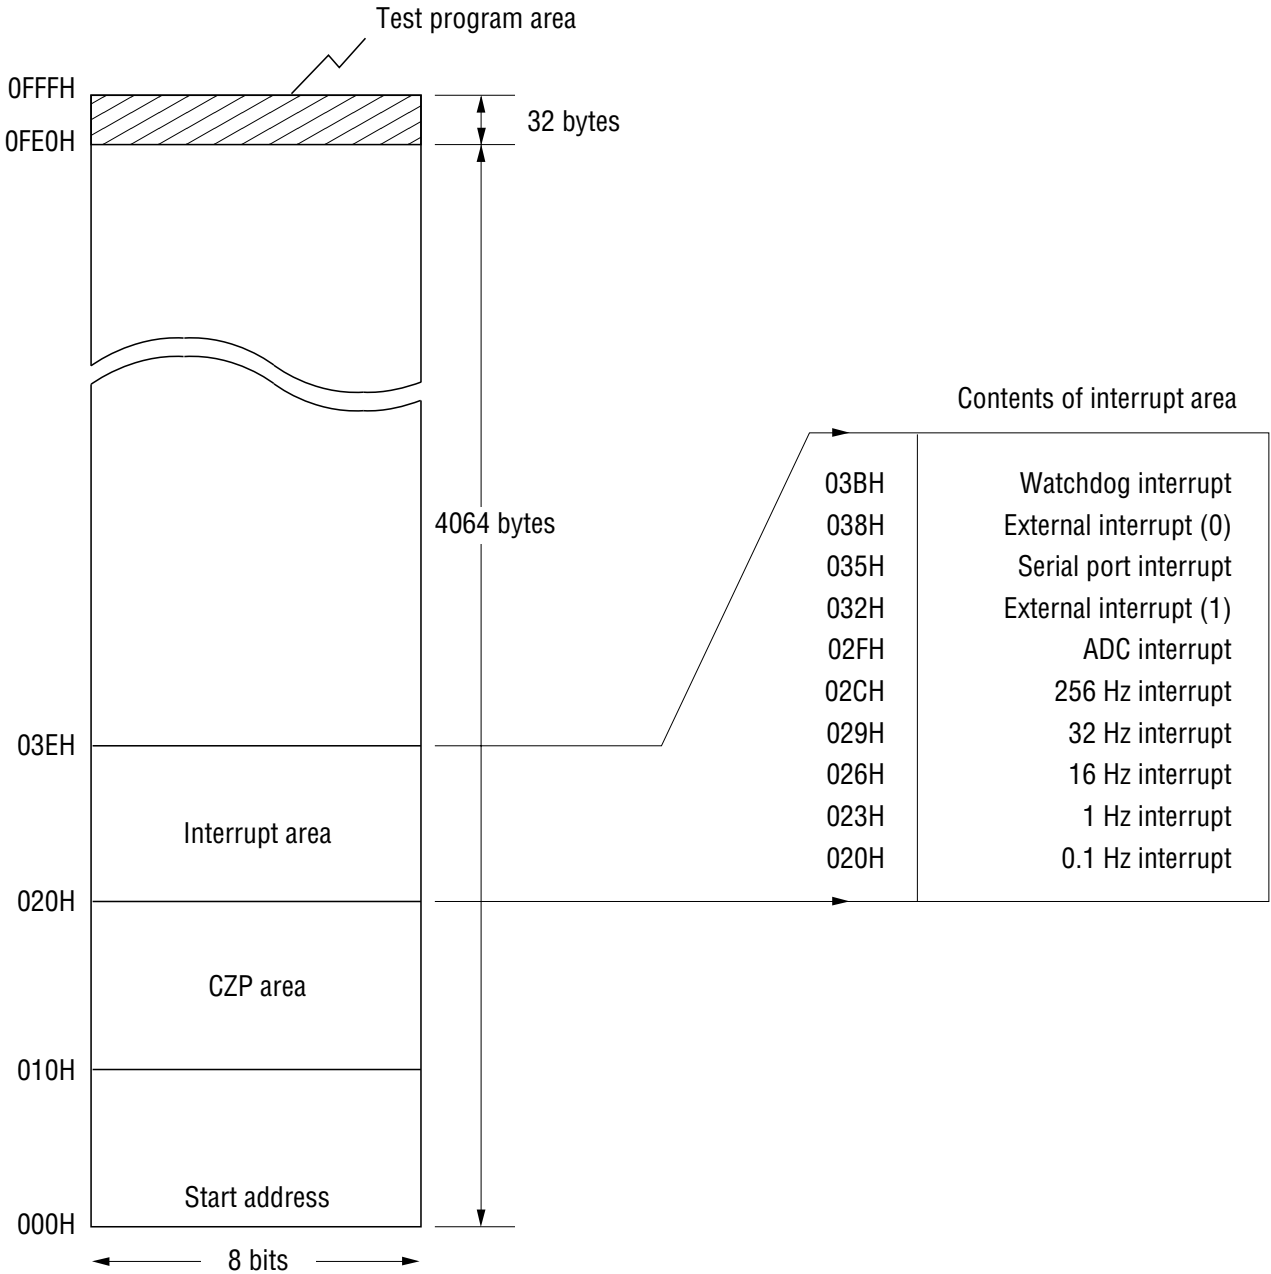 Test program area
0FFFH
32 bytes
0FE0H
Contents of interrupt area
03BH Watchdog interrupt
038H External interrupt (0)
4064 bytes
035H Serial port interrupt
032H External interrupt (1)
02FH ADC interrupt
02CH 256 Hz interrupt
029H 32 Hz interrupt
03EH
026H 16 Hz interrupt
023H 1 Hz interrupt
Interrupt area
020H 0.1 Hz interrupt
020H
CZP area
010H
Start address
000H
8 bits